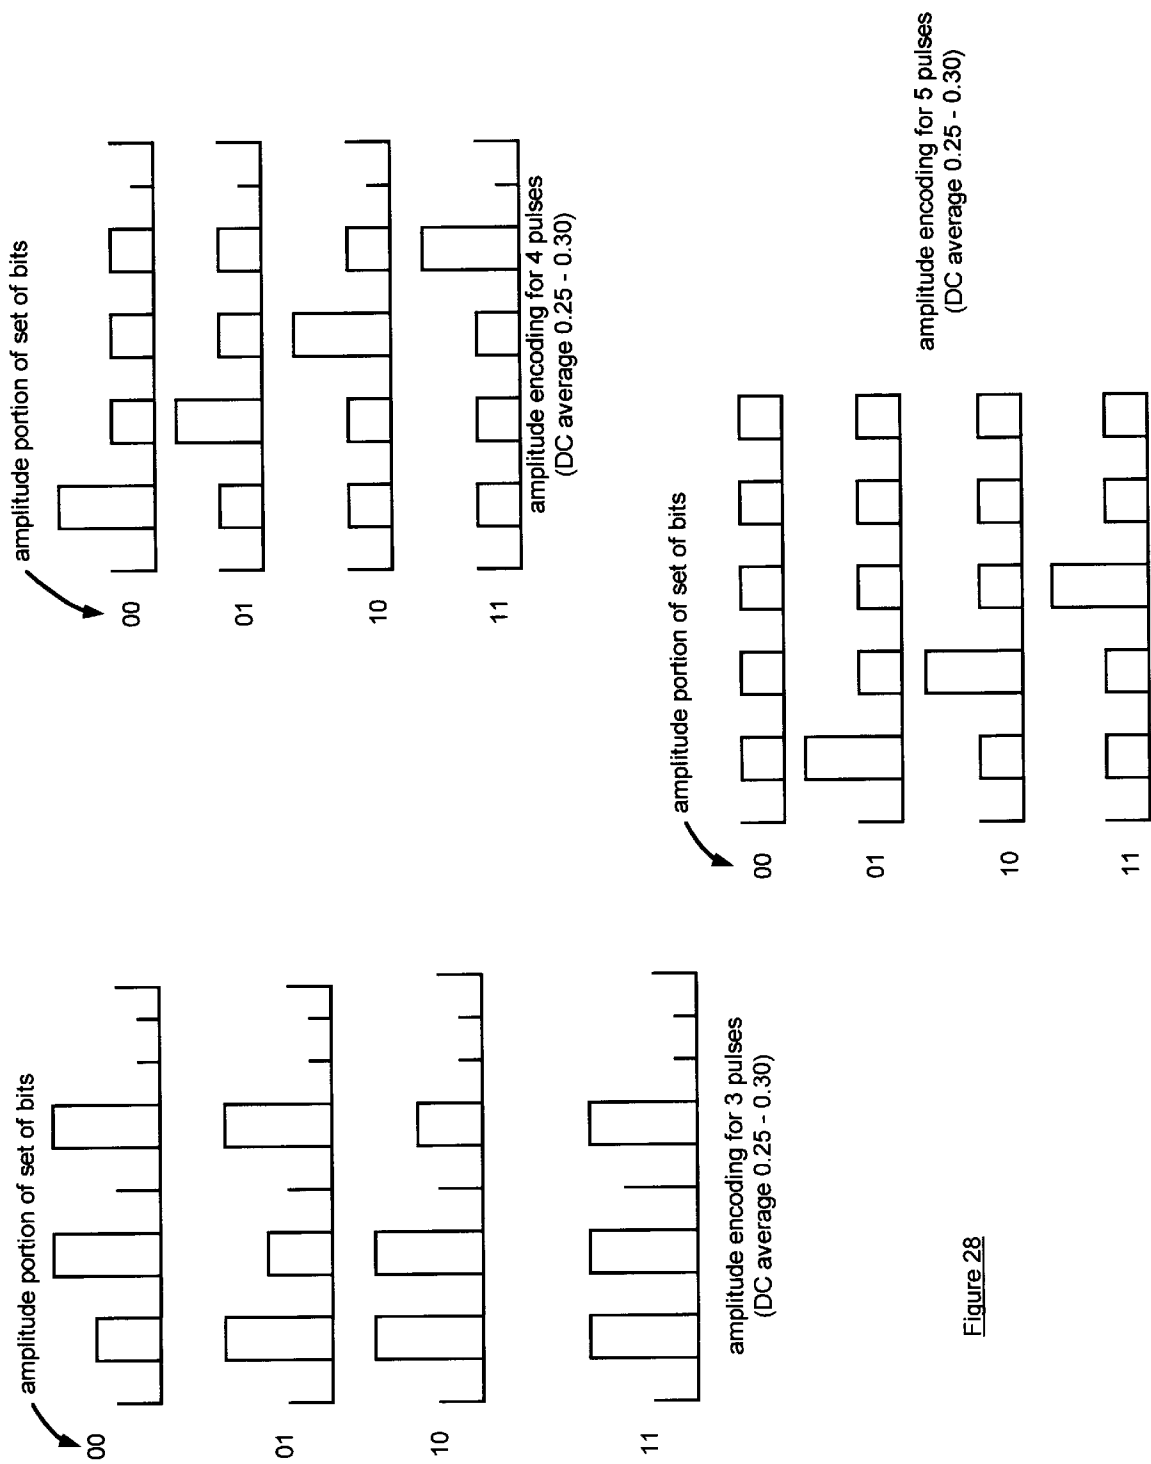 amplitude portion of set of bits
00
01
10
11
amplitude encoding for 3 pulses
(DC average 0.25 - 0.30)
amplitude portion of set of bits
00
01
10
11
amplitude encoding for 4 pulses
(DC average 0.25 - 0.30)
amplitude portion of set of bits
00
01
10
11
amplitude encoding for 5 pulses
(DC average 0.25 - 0.30)
Figure 28